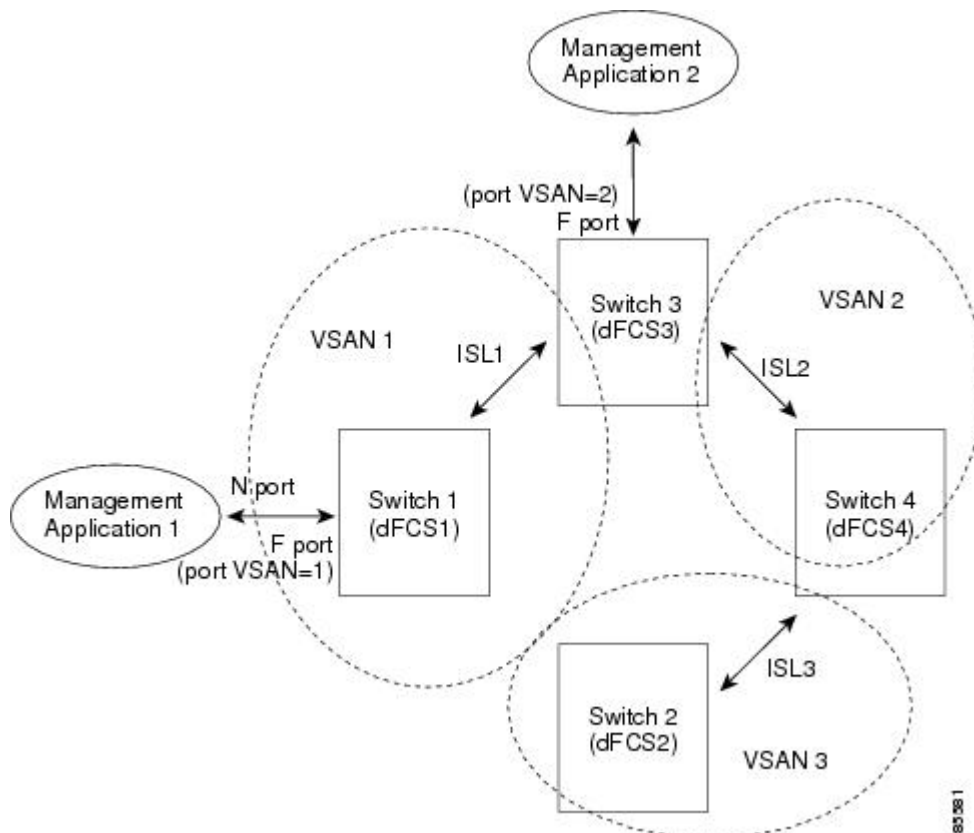 Management
Application 2
(port VSAN=2)
F port
Switch 3
(dFCS3)
VSAN 2
VSAN 1
ISL1
ISL2
Management
Application 1
N port
F port
(port VSAN=1)
Switch 1
(dFCS1)
Switch 4
(dFCS4)
ISL3
Switch 2
(dFCS2)
VSAN 3
85581